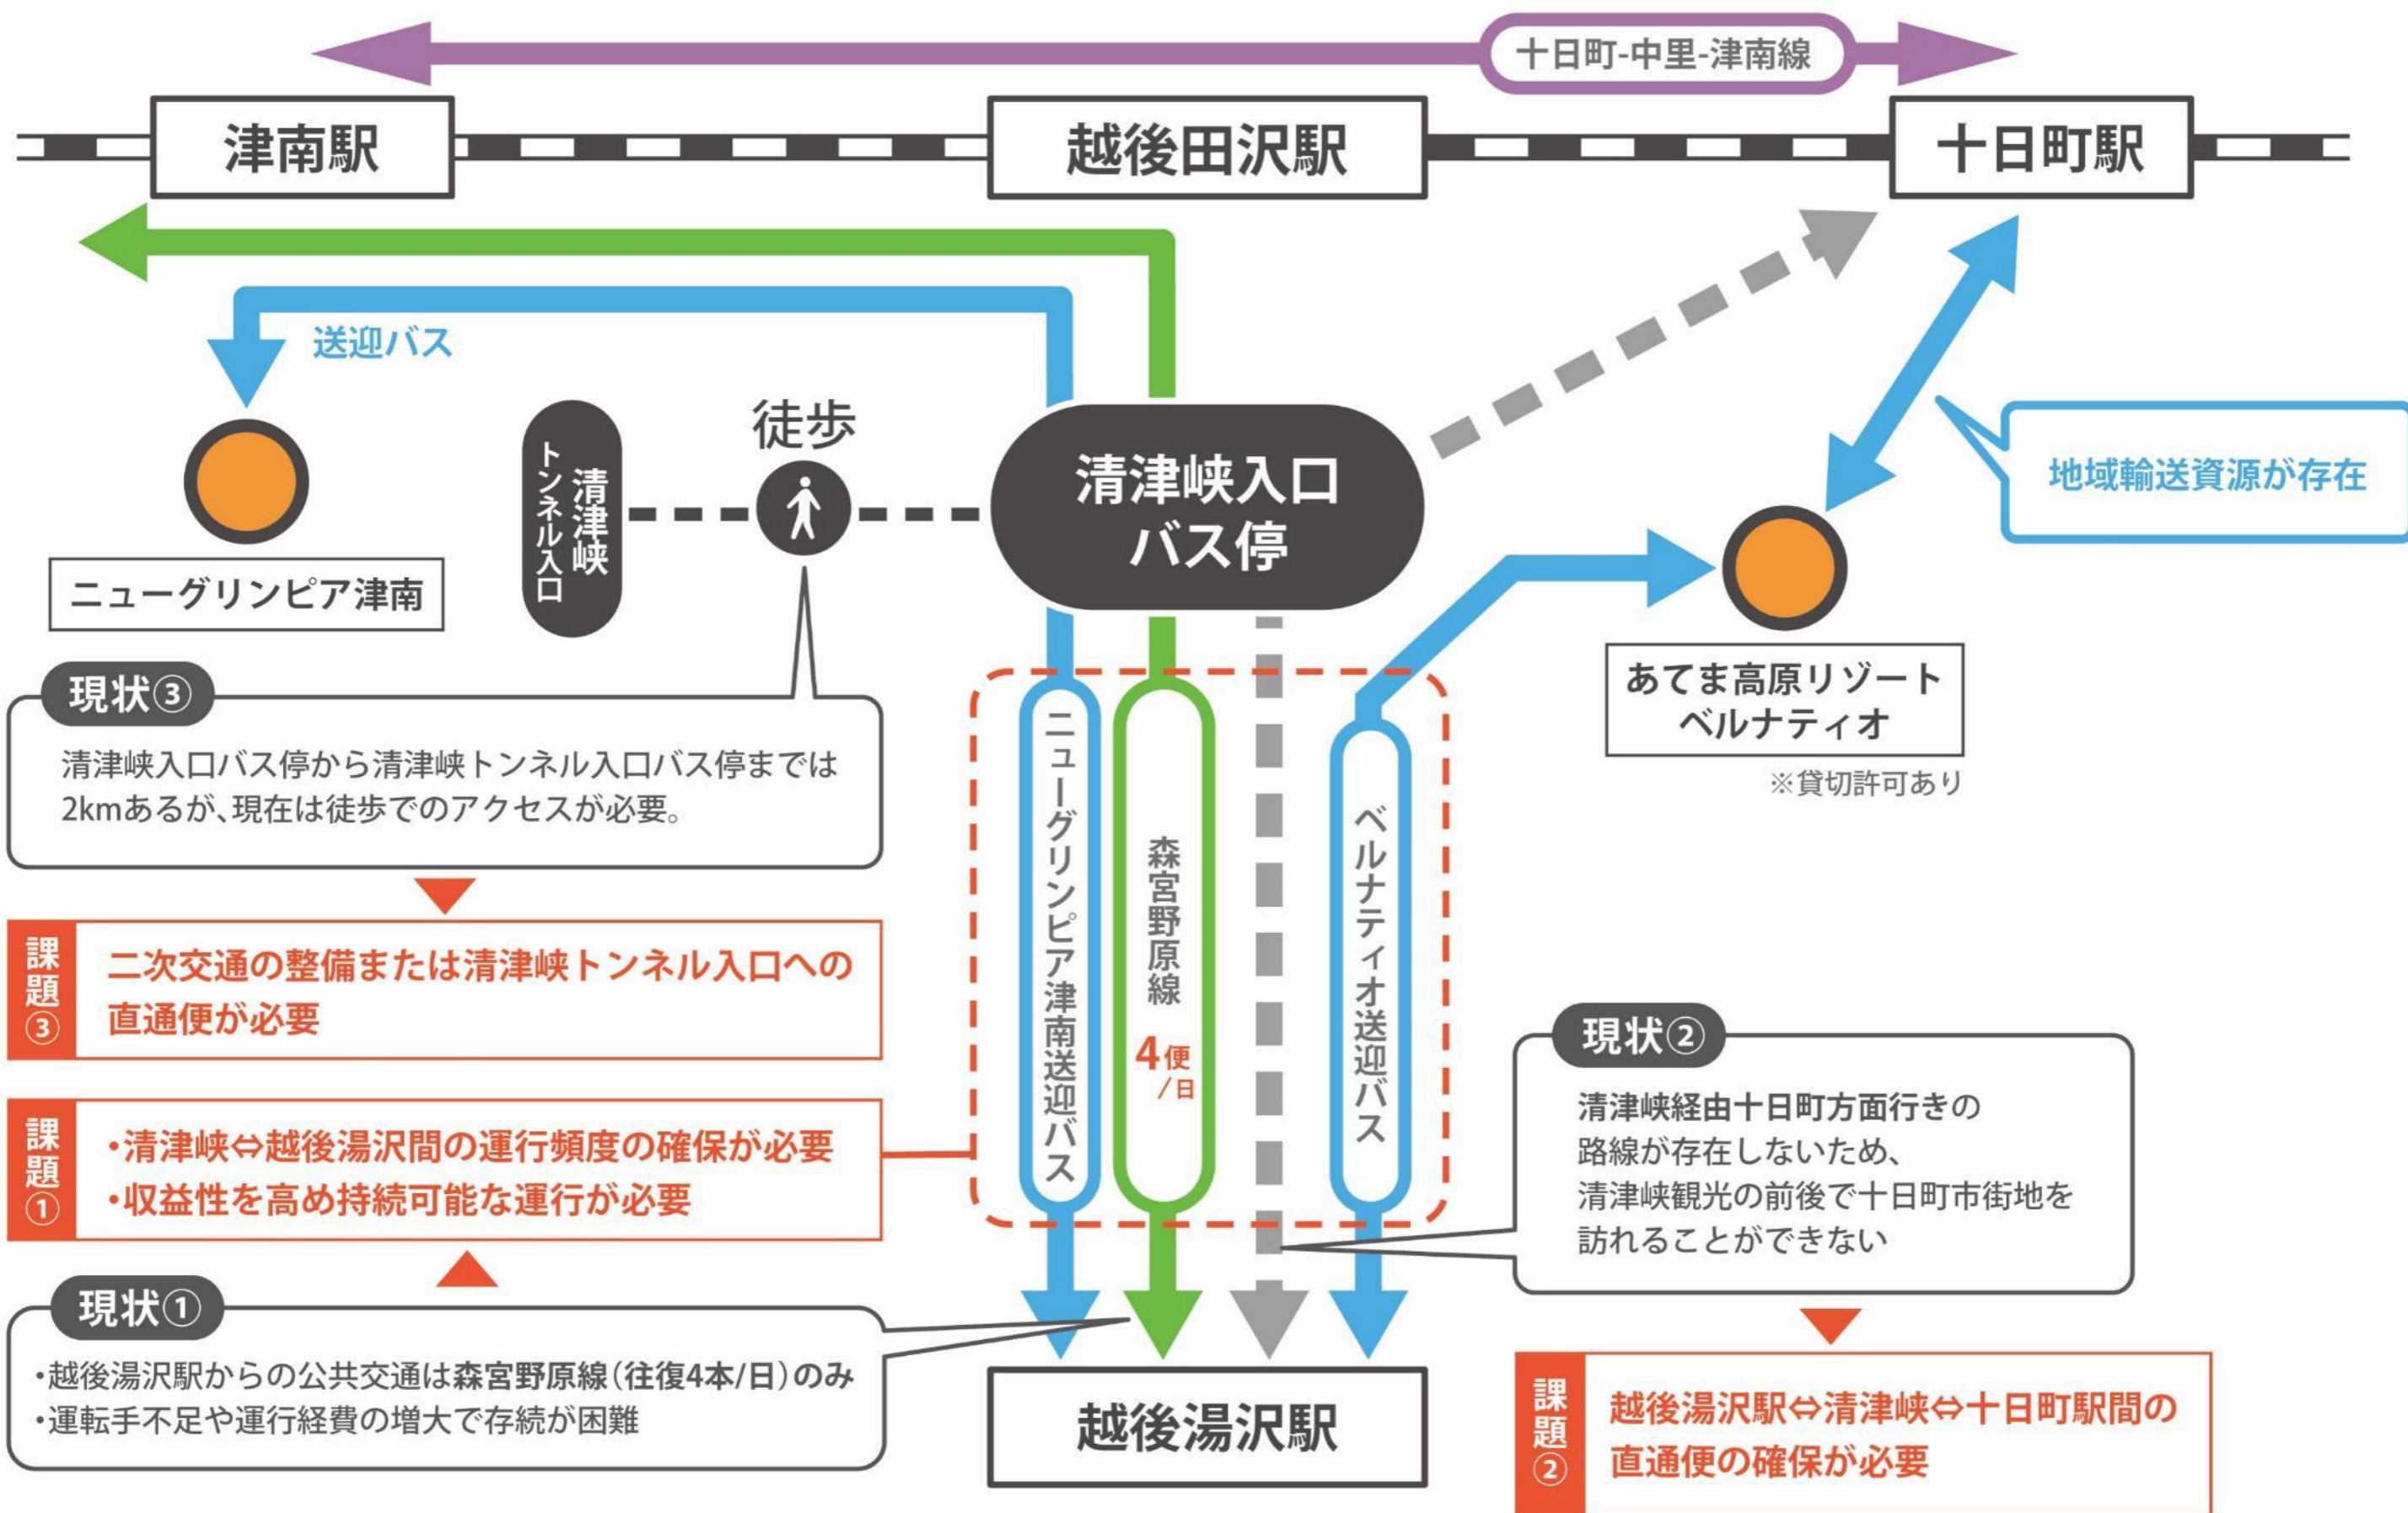 十日町-中里-津南線
津南駅
越後田沢駅
十日町駅
送迎バス
徒歩
清津峡
トンネル入口
清津峡入口
バス停
地域輸送資源が存在
ニューグリンピア津南
あてま高原リゾート
ベルナティオ
※貸切許可あり
現状③
清津峡入口バス停から清津峡トンネル入口バス停までは
2kmあるが、現在は徒歩でのアクセスが必要。
課題③
二次交通の整備または清津峡トンネル入口への
直通便が必要
課題①
・清津峡⇔越後湯沢間の運行頻度の確保が必要
・収益性を高め持続可能な運行が必要
現状①
・越後湯沢駅からの公共交通は森宮野原線（往復4本/日）のみ
・運転手不足や運行経費の増大で存続が困難
ニューグリンピア津南送迎バス
森宮野原線
4便
/日
ベルナティオ送迎バス
越後湯沢駅
現状②
清津峡経由十日町方面行きの
路線が存在しないため、
清津峡観光の前後で十日町市街地を
訪れることができない
課題②
越後湯沢駅⇔清津峡⇔十日町駅間の
直通便の確保が必要